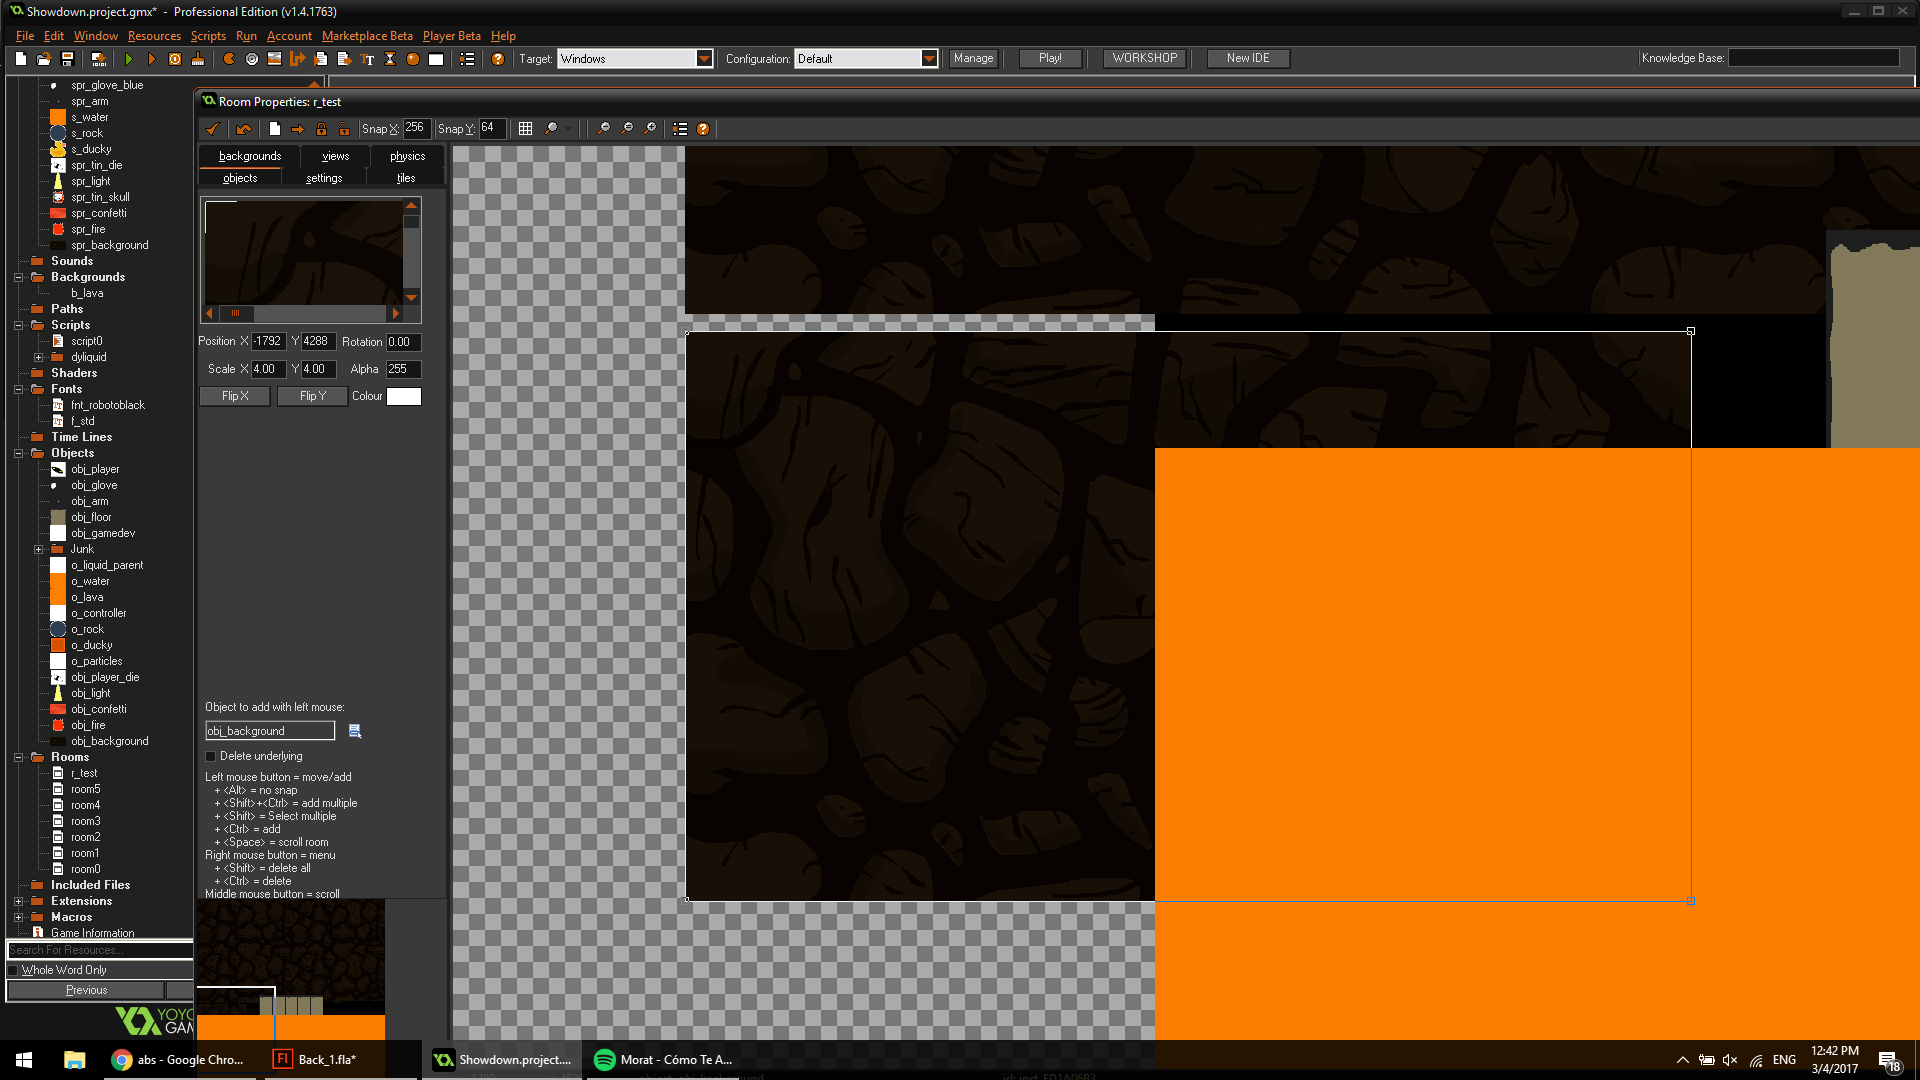 Showdown.project.gmx* - Professional Edition (v1.4.1763)
File Edit Window Resources Scripts Run Account Marketplace Beta Player Beta Help
Target: Windows Configuration: Default Manage Play! WORKSHOP New IDE Knowledge Base:
spr_glove_blue
spr_arm
s_water
s_rock
s_ducky
spr_tin_die
spr_light
spr_tin_skull
spr_confetti
spr_fire
spr_background
Sounds
Backgrounds
b_lava
Paths
Scripts
script0
dyliquid
Shaders
Fonts
fnt_robotoblack
f_std
Time Lines
Objects
obj_player
obj_glove
obj_arm
obj_floor
obj_gamedev
Junk
o_liquid_parent
o_water
o_lava
o_controller
o_rock
o_ducky
o_particles
obj_player_die
obj_light
obj_confetti
obj_fire
obj_background
Rooms
r_test
room5
room4
room3
room2
room1
room0
Included Files
Extensions
Macros
Game Information
Search For Resources...
Whole Word Only
Previous
Room Properties: r_test
Snap X: 256 Snap Y: 64
backgrounds views physics
objects settings tiles
Position X -1792 Y 4288 Rotation 0.00
Scale X 4.00 Y 4.00 Alpha 255
Flip X Flip Y Colour
Object to add with left mouse:
obj_background
Delete underlying
Left mouse button = move/add
+ <Alt> = no snap
+ <Shift>+<Ctrl> = add multiple
+ <Shift> = Select multiple
+ <Ctrl> = add
+ <Space> = scroll room
Right mouse button = menu
+ <Shift> = delete all
+ <Ctrl> = delete
Middle mouse button = scroll
abs - Google Chro...
Back_1.fla*
Showdown.project....
Morat - Cómo Te A...
ENG
12:42 PM
3/4/2017
18